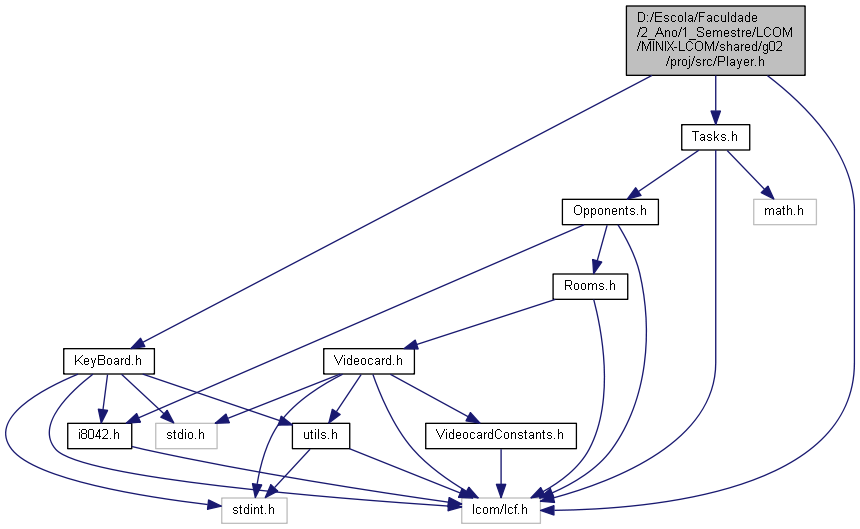 D:/Escola/Faculdade
/2_Ano/1_Semestre/LCOM
/MINIX-LCOM/shared/g02
/proj/src/Player.h
Tasks.h
Opponents.h
math.h
Rooms.h
KeyBoard.h
Videocard.h
i8042.h
stdio.h
utils.h
VideocardConstants.h
stdint.h
lcom/lcf.h